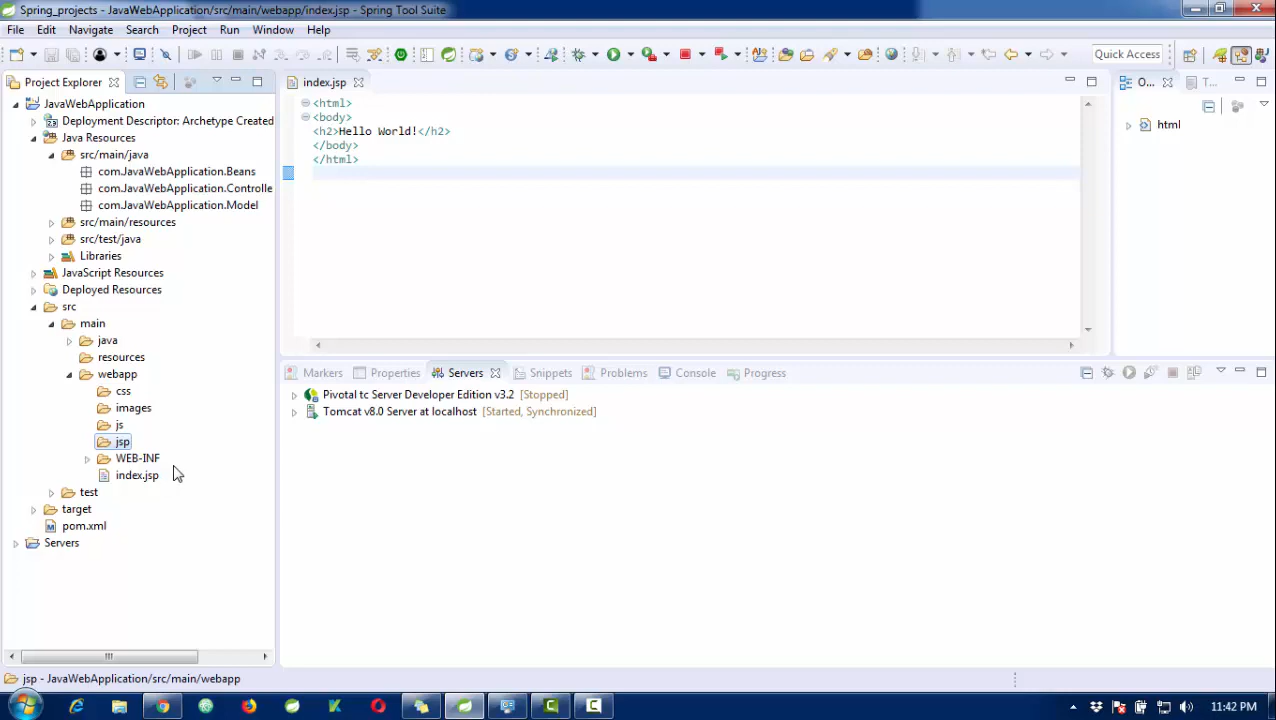 Spring_projects - JavaWebApplication/src/main/webapp/index.jsp - Spring Tool Suite
File Edit Navigate Search Project Run Window Help
Quick Access
Project Explorer
JavaWebApplication
Deployment Descriptor: Archetype Created
Java Resources
src/main/java
com.JavaWebApplication.Beans
com.JavaWebApplication.Controlle
com.JavaWebApplication.Model
src/main/resources
src/test/java
Libraries
JavaScript Resources
Deployed Resources
src
main
java
resources
webapp
css
images
js
jsp
WEB-INF
index.jsp
test
target
pom.xml
Servers
index.jsp
<html>
<body>
<h2>Hello World!</h2>
</body>
</html>
O... T...
html
Markers Properties Servers Snippets Problems Console Progress
Pivotal tc Server Developer Edition v3.2 [Stopped]
Tomcat v8.0 Server at localhost [Started, Synchronized]
jsp - JavaWebApplication/src/main/webapp
11:42 PM